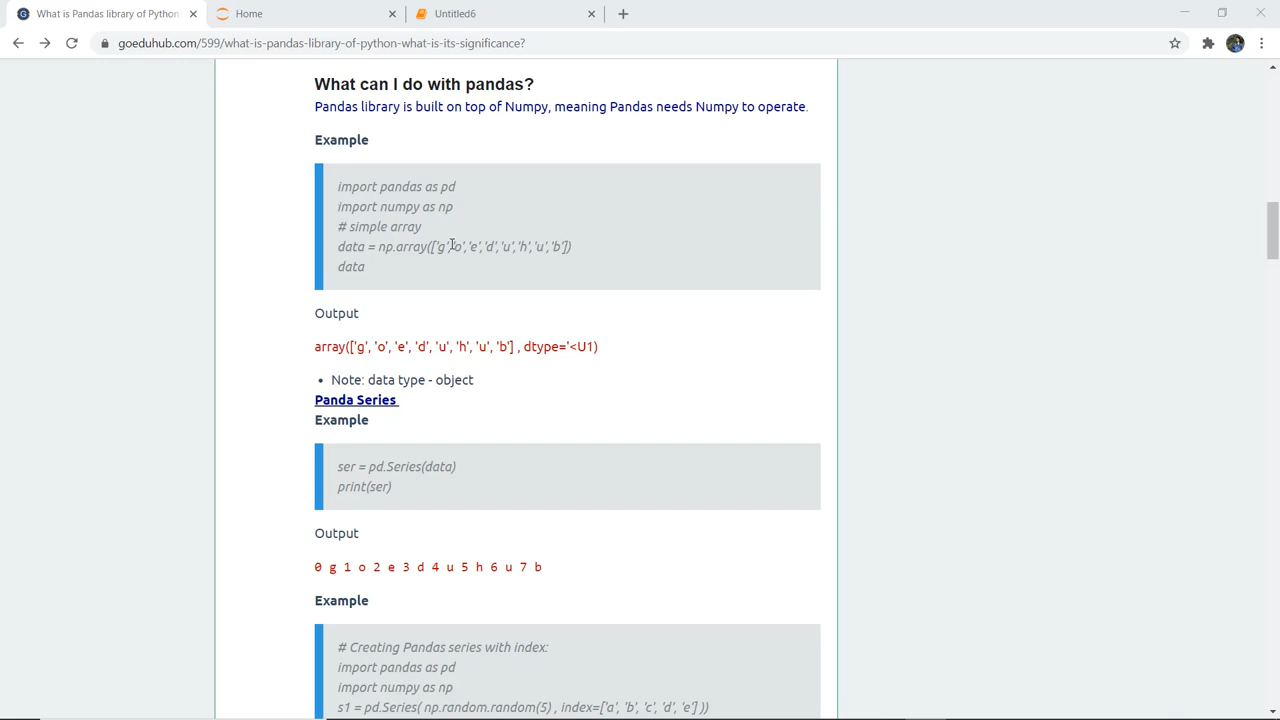 What is Pandas library of Python
Home
Untitled6
goeduhub.com/599/what-is-pandas-library-of-python-what-is-its-significance?
What can I do with pandas?
Pandas library is built on top of Numpy, meaning Pandas needs Numpy to operate.
Example
import pandas as pd
import numpy as np
# simple array
data = np.array(['g','o','e','d','u','h','u','b'])
data
Output
array(['g', 'o', 'e', 'd', 'u', 'h', 'u', 'b'] , dtype='<U1)
• Note: data type - object
Panda Series
Example
ser = pd.Series(data)
print(ser)
Output
0 g 1 o 2 e 3 d 4 u 5 h 6 u 7 b
Example
# Creating Pandas series with index:
import pandas as pd
import numpy as np
s1 = pd.Series( np.random.random(5) , index=['a', 'b', 'c', 'd', 'e'] ))